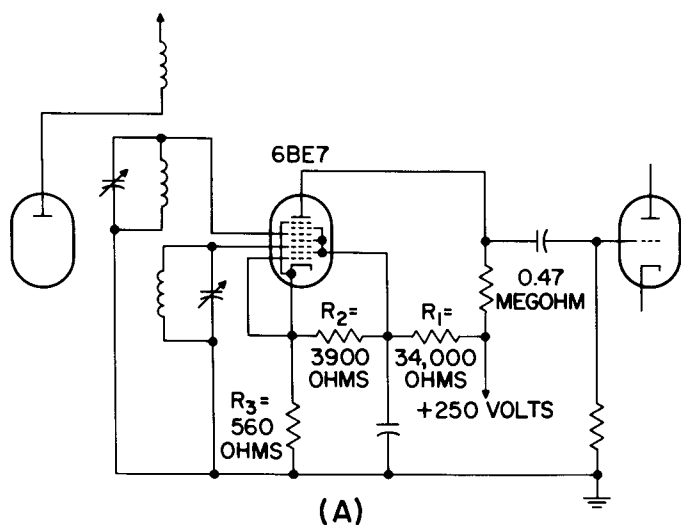 6BE7
0.47
MEGOHM
R2=
3900
OHMS
R1=
34,000
OHMS
R3=
560
OHMS
+250 VOLTS
(A)